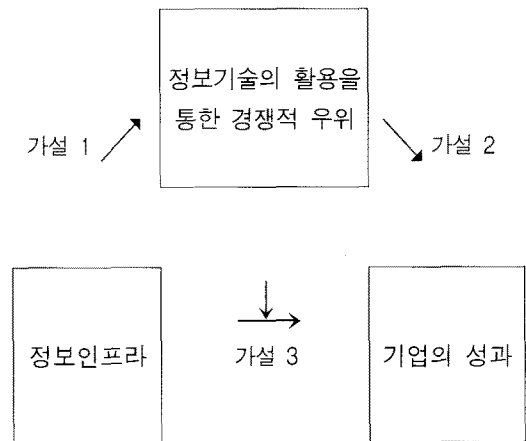 정보기술의 활용을
통한 경쟁적 우위
가설 1
가설 2
정보인프라
가설 3
기업의 성과